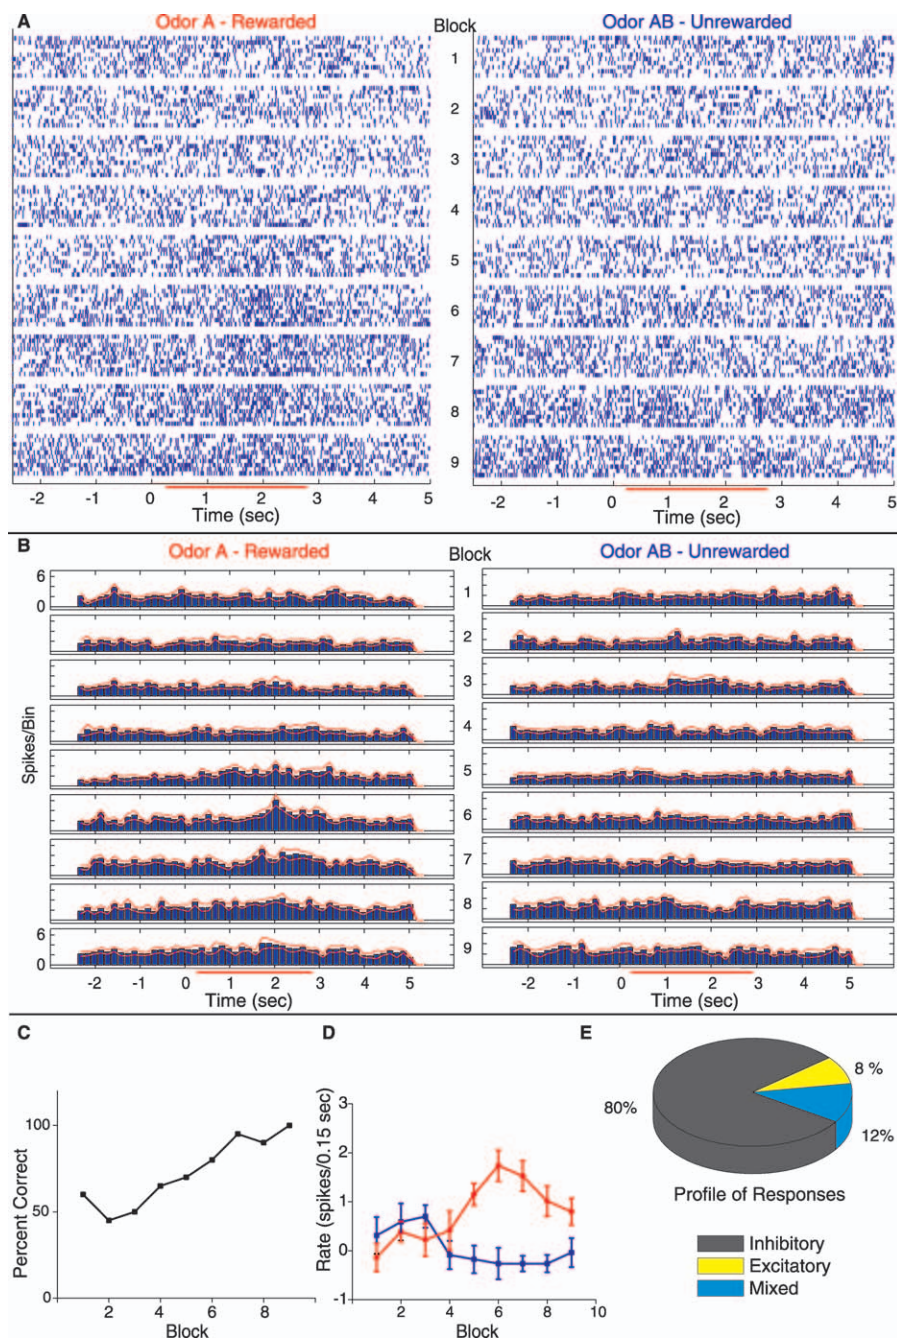 A
Odor A - Rewarded
Block
Odor AB - Unrewarded
1
2
3
4
5
6
7
8
9
-2 -1 0 1 2 3 4 5
Time (sec)
-2 -1 0 1 2 3 4 5
Time (sec)
B
Odor A - Rewarded
Block
Odor AB - Unrewarded
Spikes/Bin
6
0
6
0
1
2
3
4
5
6
7
8
9
-2 -1 0 1 2 3 4 5
Time (sec)
-2 -1 0 1 2 3 4 5
Time (sec)
C
Percent Correct
100
50
0
2 4 6 8
Block
D
Rate (spikes/0.15 sec)
3
2
1
0
-1
2 4 6 8 10
Block
E
80%
8 %
12%
Profile of Responses
Inhibitory
Excitatory
Mixed